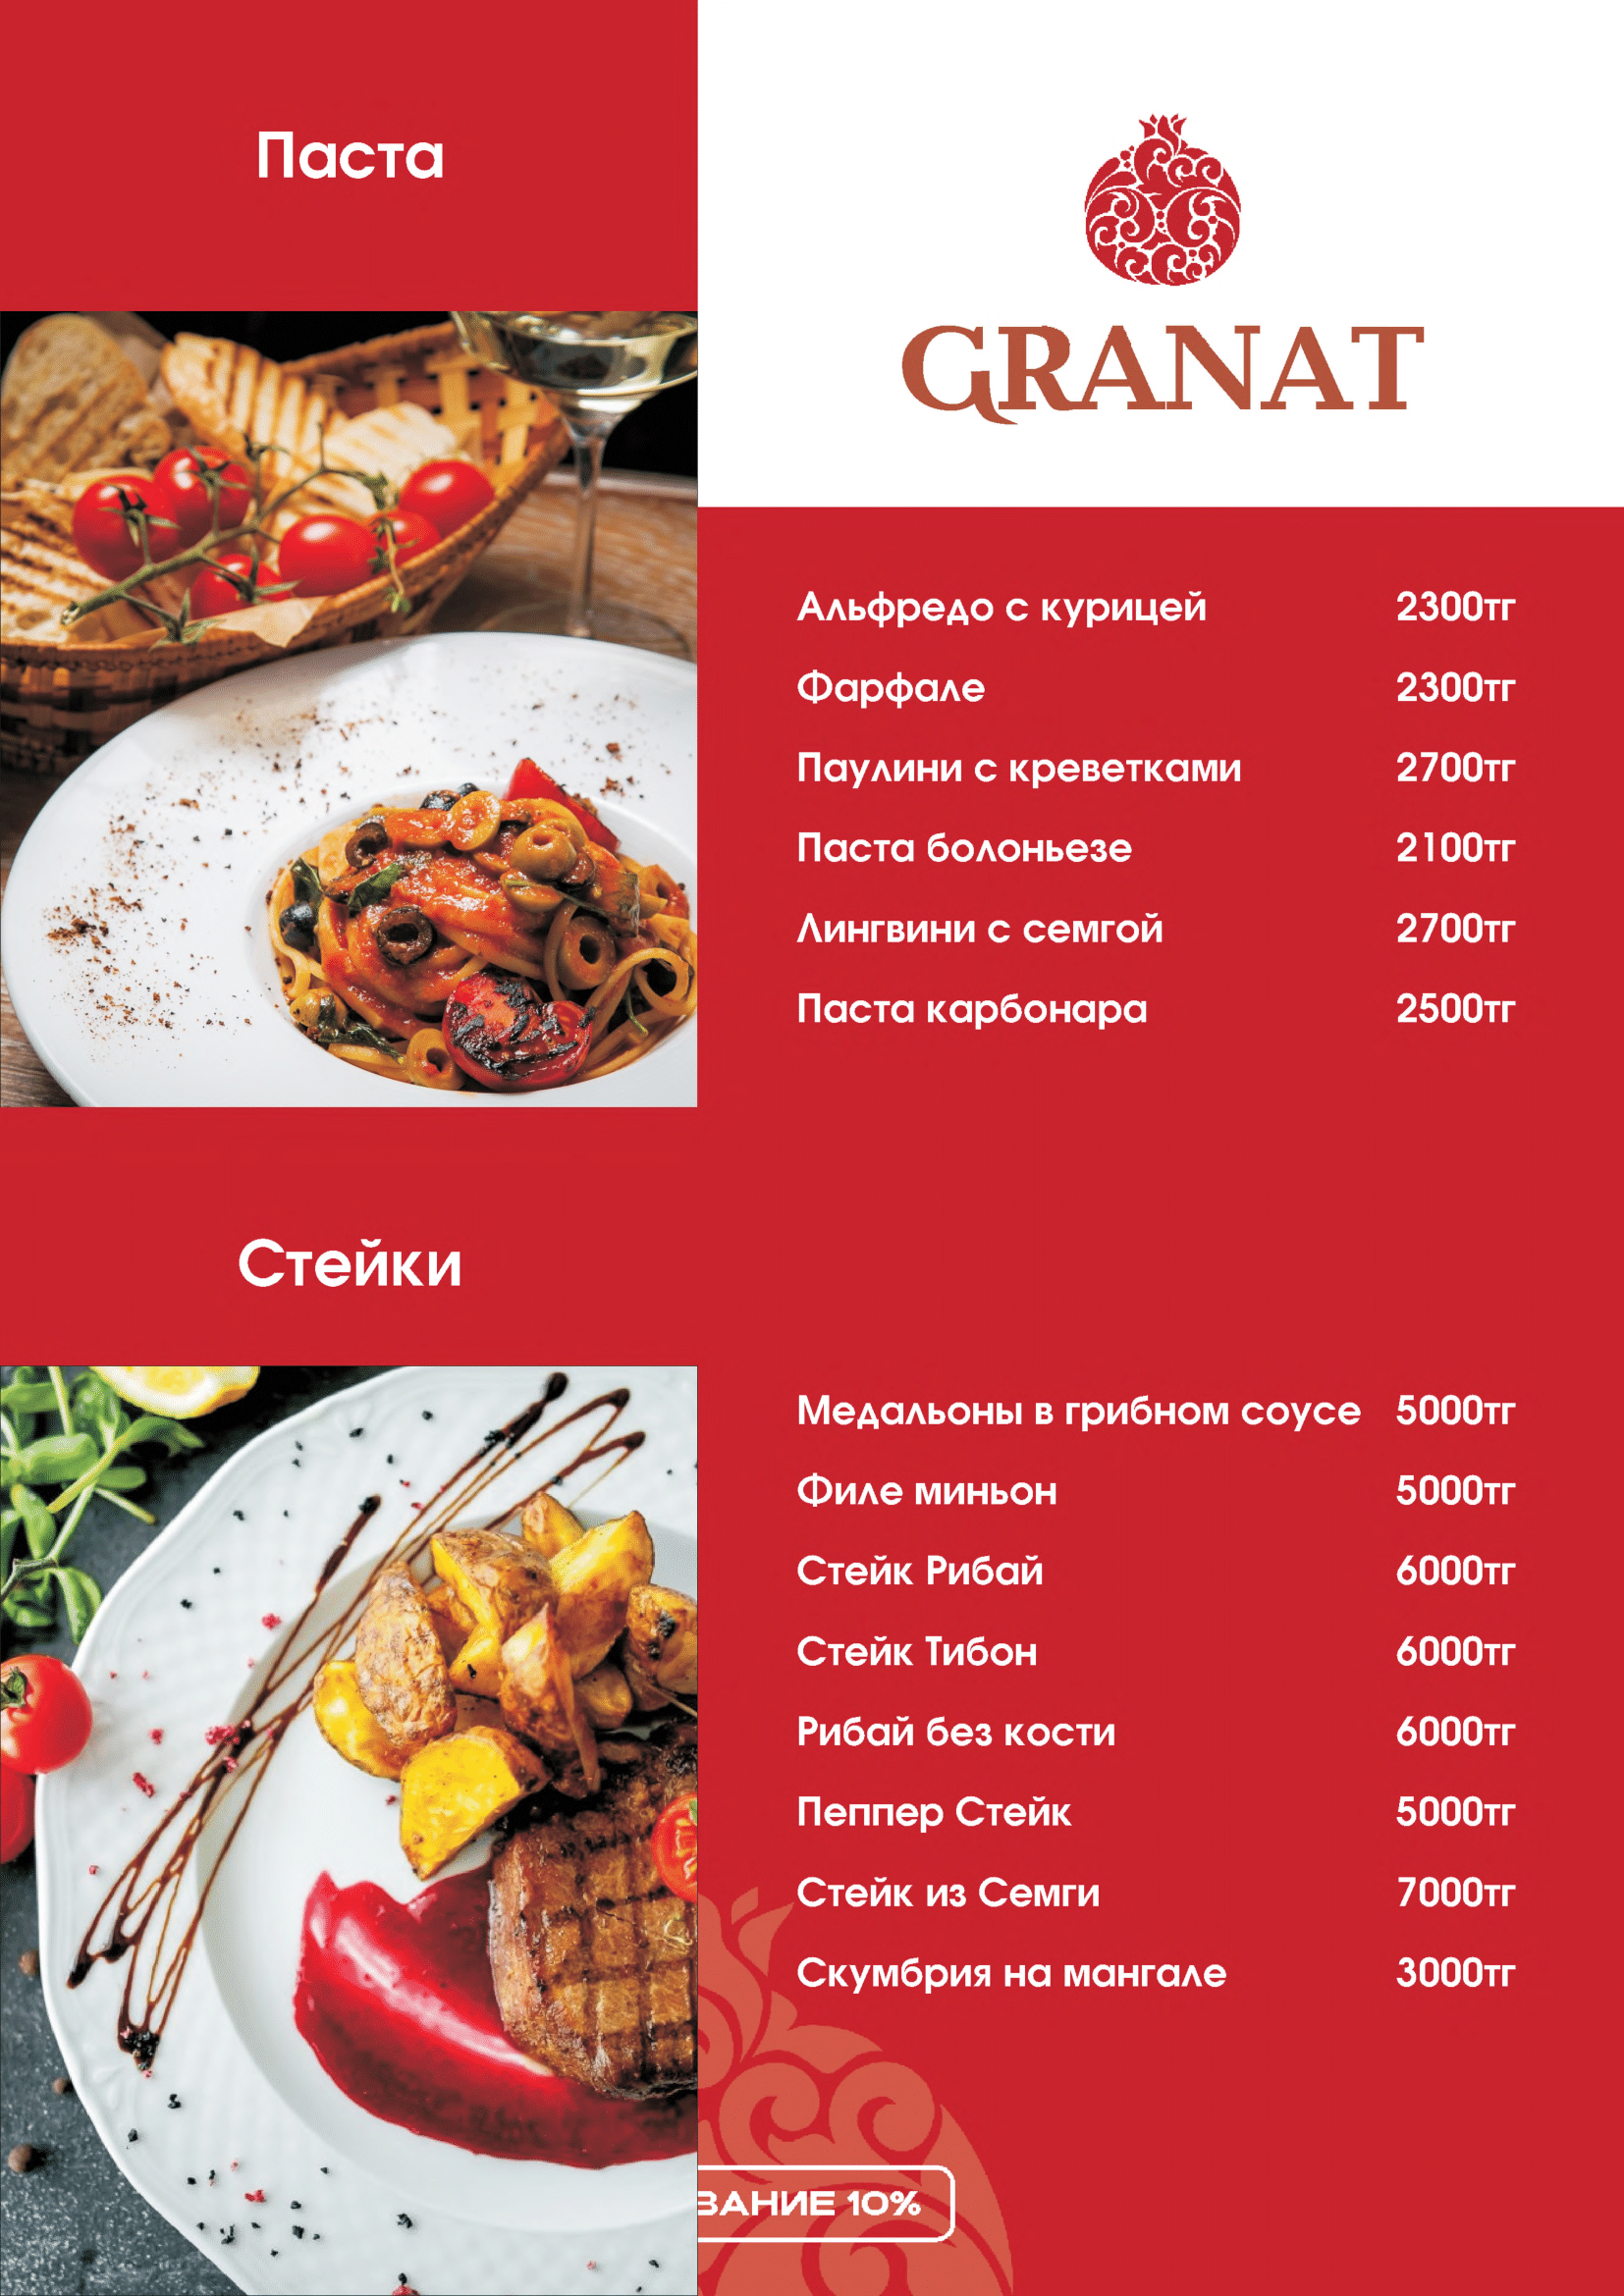 Паста
GRANAT
Альфредо с курицей 2300тг
Фарфале 2300тг
Паулини с креветками 2700тг
Паста болоньезе 2100тг
Лингвини с семгой 2700тг
Паста карбонара 2500тг
Стейки
Медальоны в грибном соусе 5000тг
Филе миньон 5000тг
Стейк Рибай 6000тг
Стейк Тибон 6000тг
Рибай без кости 6000тг
Пеппер Стейк 5000тг
Стейк из Семги 7000тг
Скумбрия на мангале 3000тг
ВАНИЕ 10%